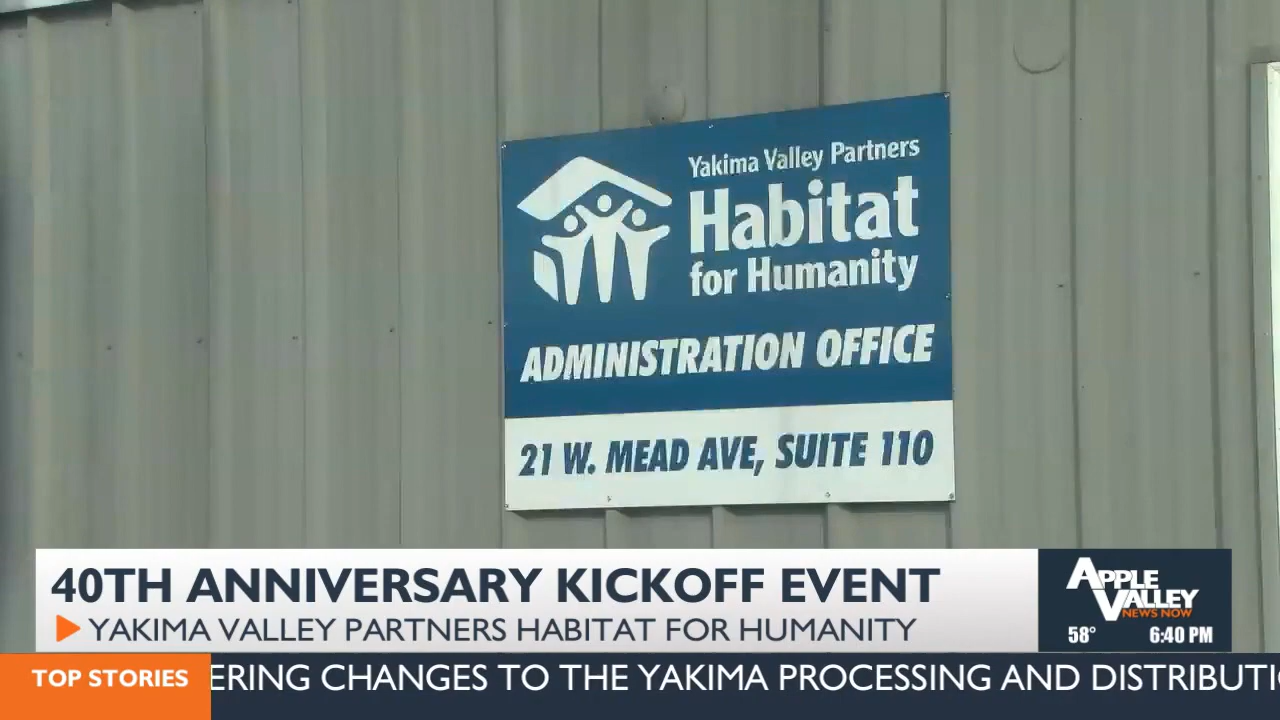 Yakima Valley Partners
Habitat
for Humanity
ADMINISTRATION OFFICE
21 W. MEAD AVE, SUITE 110
40TH ANNIVERSARY KICKOFF EVENT
YAKIMA VALLEY PARTNERS HABITAT FOR HUMANITY
APPLE
VALLEY
NEWS NOW
58° 6:40 PM
TOP STORIES
ERING CHANGES TO THE YAKIMA PROCESSING AND DISTRIBUTI